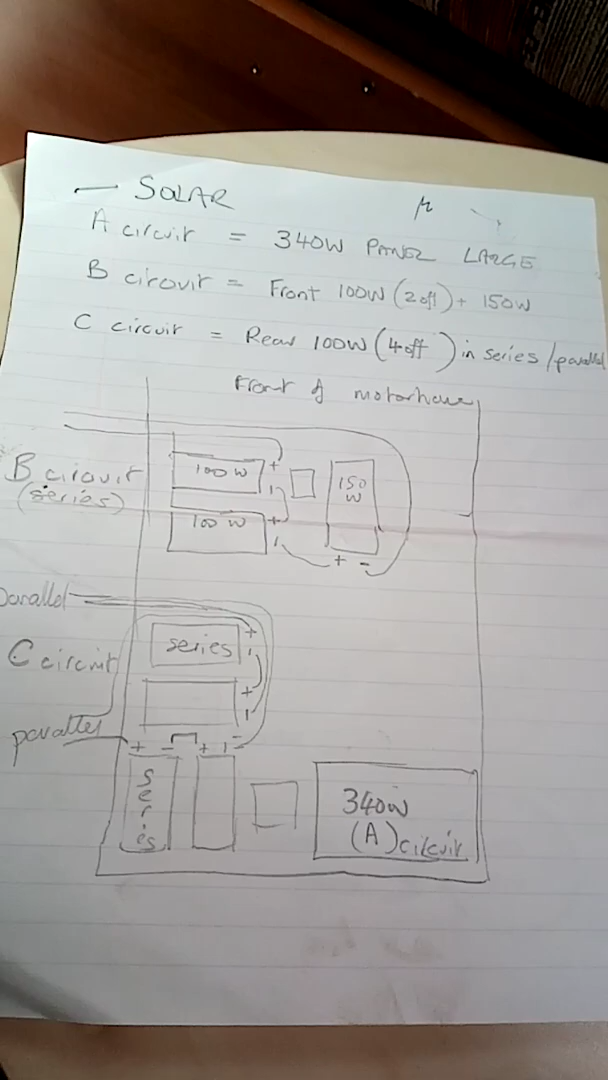 — SOLAR
A circuit = 340W PANEL LARGE
B circuit = Front 100W (2off) + 150W
C circuit = Rear 100W (4off) in series/parallel
Front of motorhome
B circuit
(series)
100W
+
-
150
W
100W
+
-
+ -
parallel
series
+
-
C circuit
+
-
parallel
+ - + -
series
340W
(A) circuit